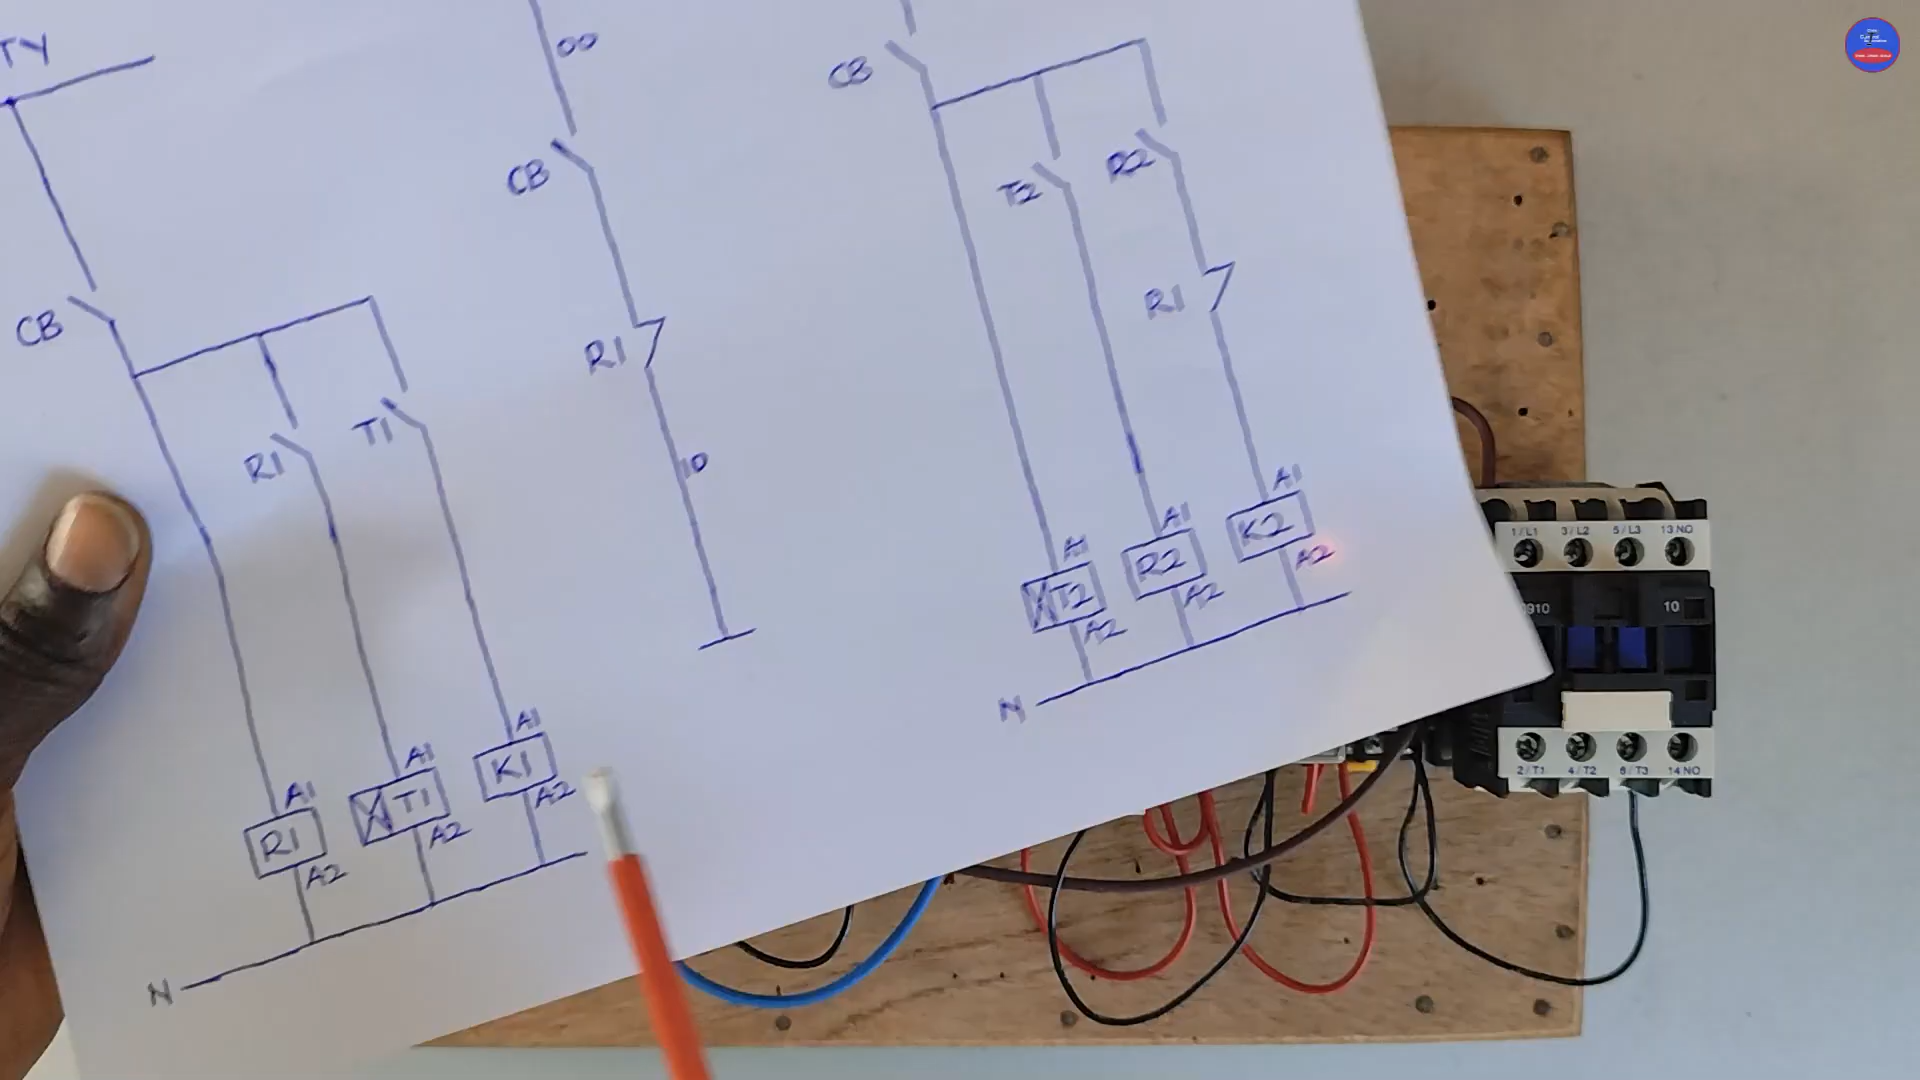 TY
00
CB
CB
T2
R2
CB
R1
R1
R1
T1
10
A1
A1
A1
K2
R2
A2
T2
A2
A2
N
A1
A1
K1
A1
T1
A2
R1
A2
A2
N
1/L1 3/L2 5/L3 13 NO
0910 10
2/T1 4/T2 6/T3 14 NO